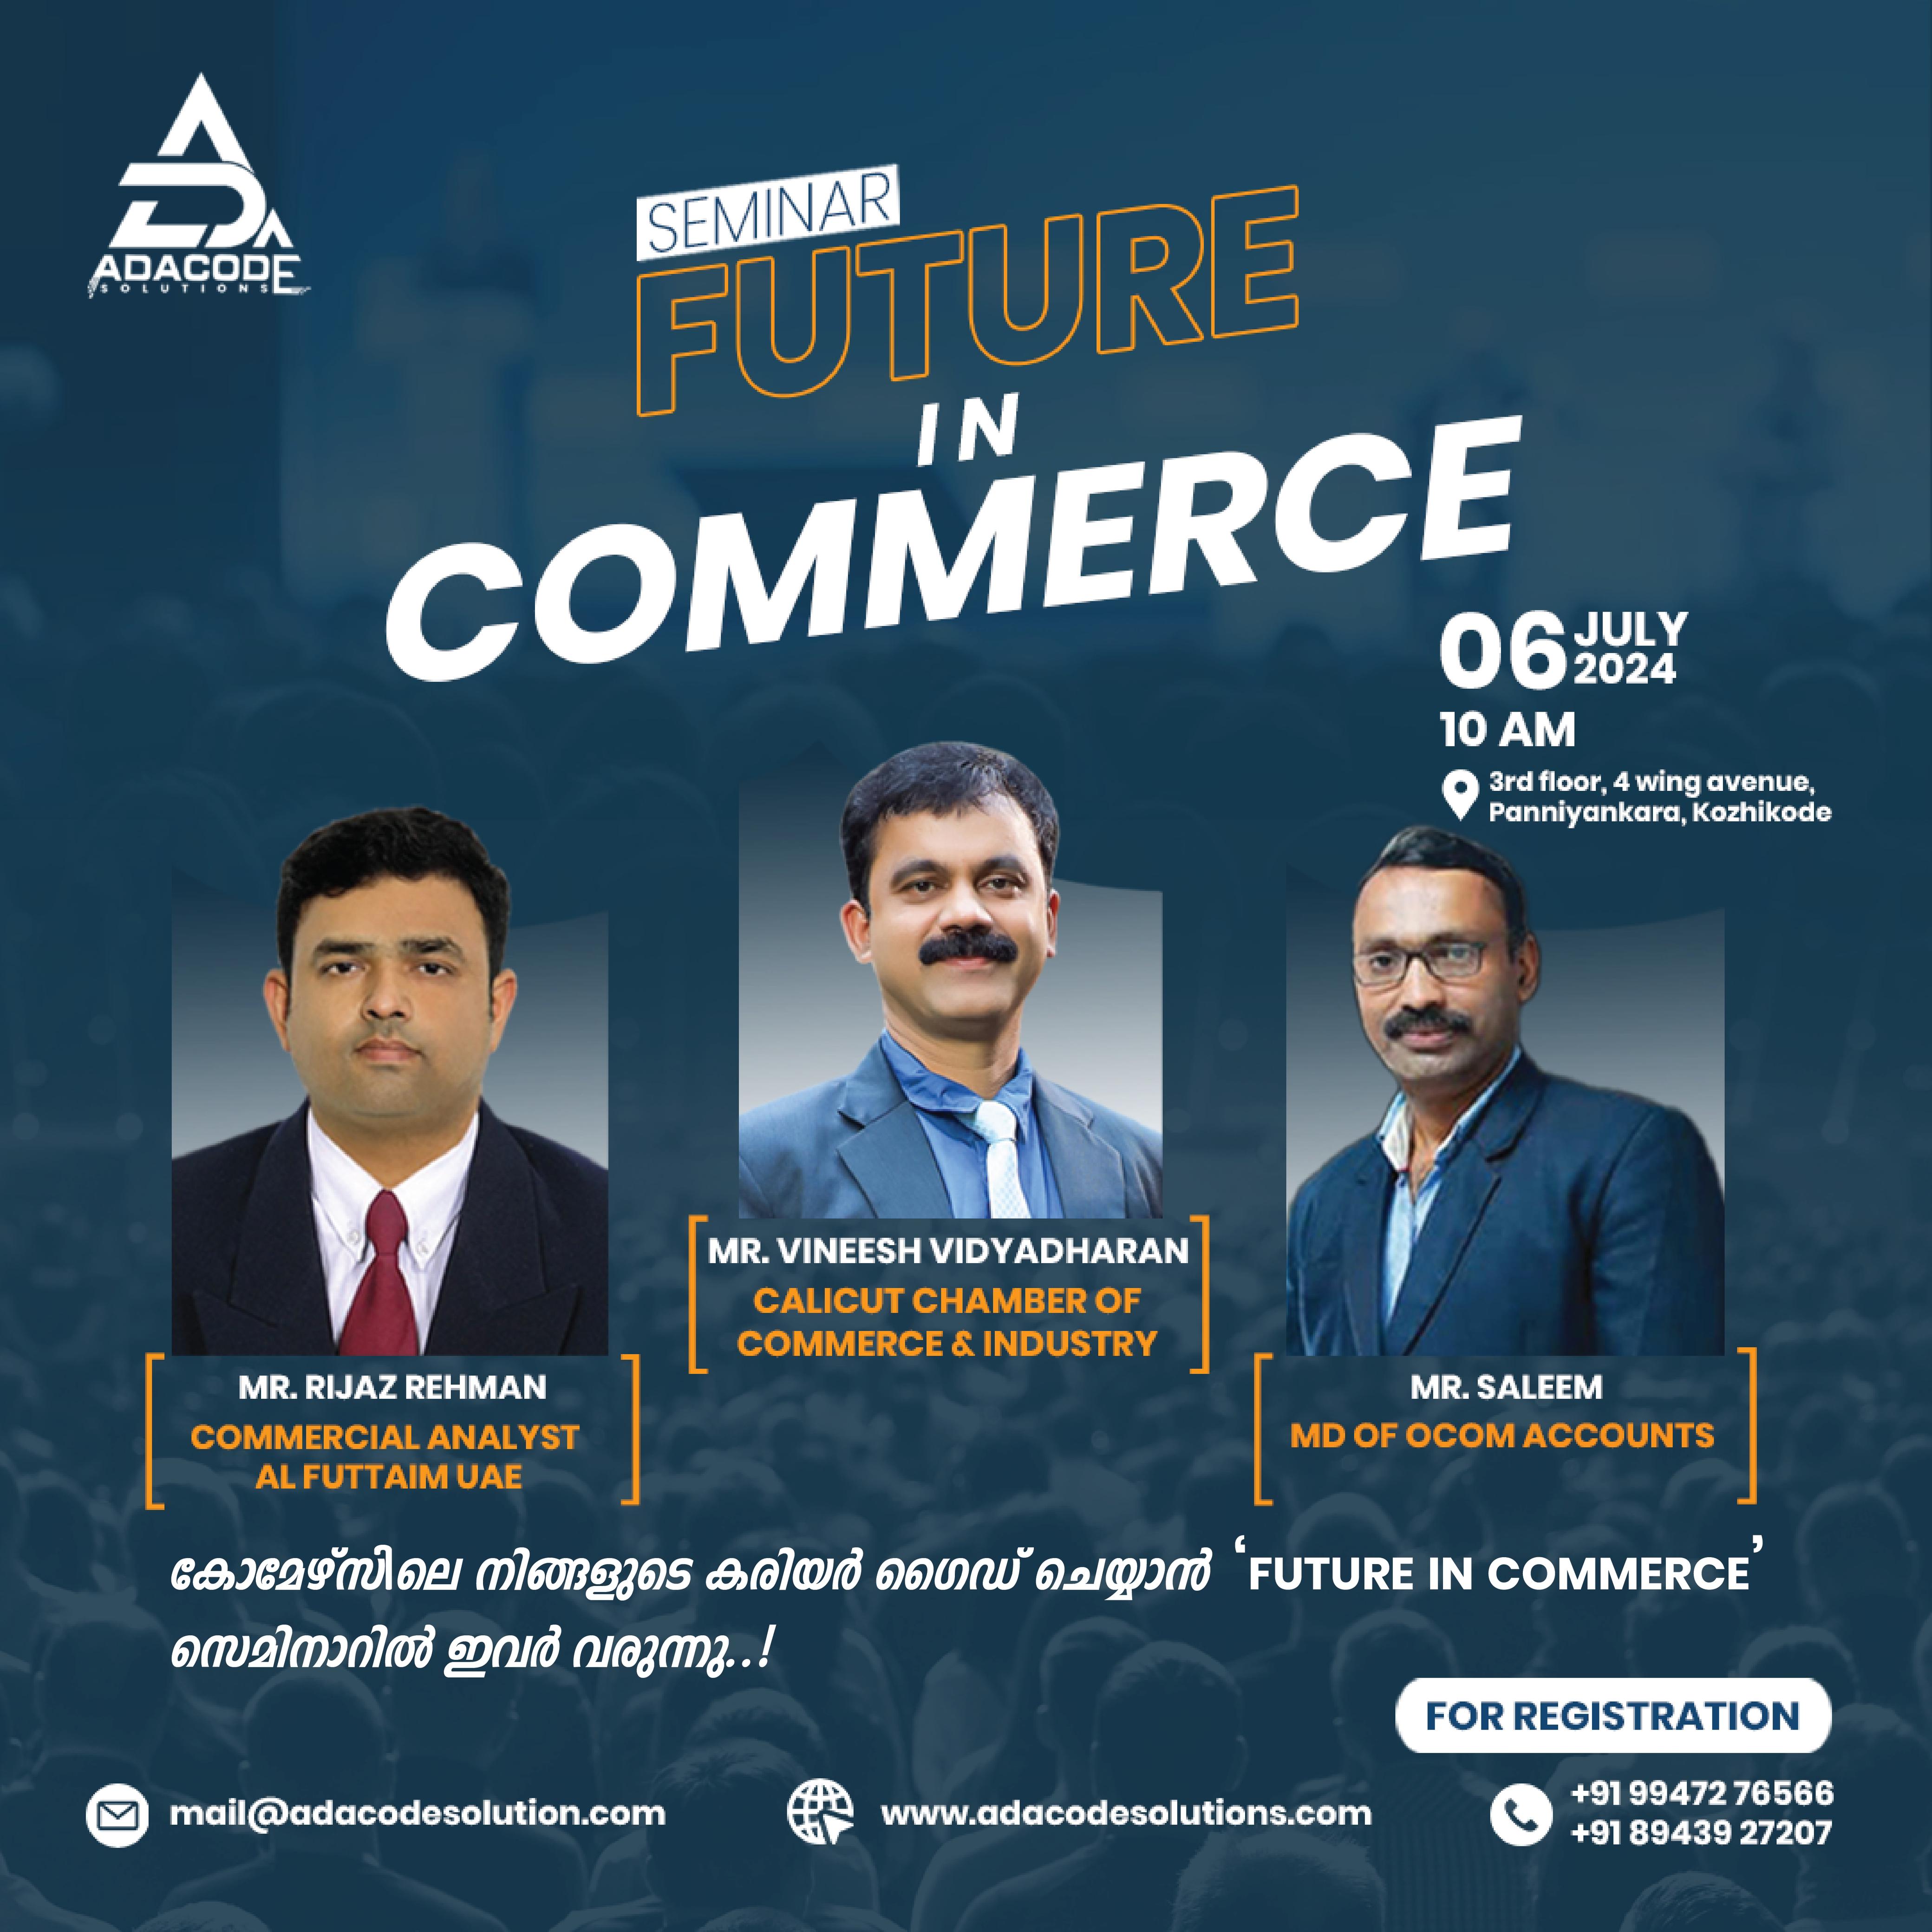 ADACODE
SOLUTIONS
SEMINAR
FUTURE
IN
COMMERCE
06 JULY
2024
10 AM
3rd floor, 4 wing avenue,
Panniyankara, Kozhikode
MR. VINEESH VIDYADHARAN
CALICUT CHAMBER OF
COMMERCE & INDUSTRY
MR. RIJAZ REHMAN
COMMERCIAL ANALYST
AL FUTTAIM UAE
MR. SALEEM
MD OF OCOM ACCOUNTS
കോമേഴ്സിലെ നിങ്ങളുടെ കരിയർ ഗൈഡ് ചെയ്യാൻ ‘FUTURE IN COMMERCE’
സെമിനാറിൽ ഇവർ വരുന്നു..!
FOR REGISTRATION
mail@adacodesolution.com
www.adacodesolutions.com
+91 99472 76566
+91 89439 27207